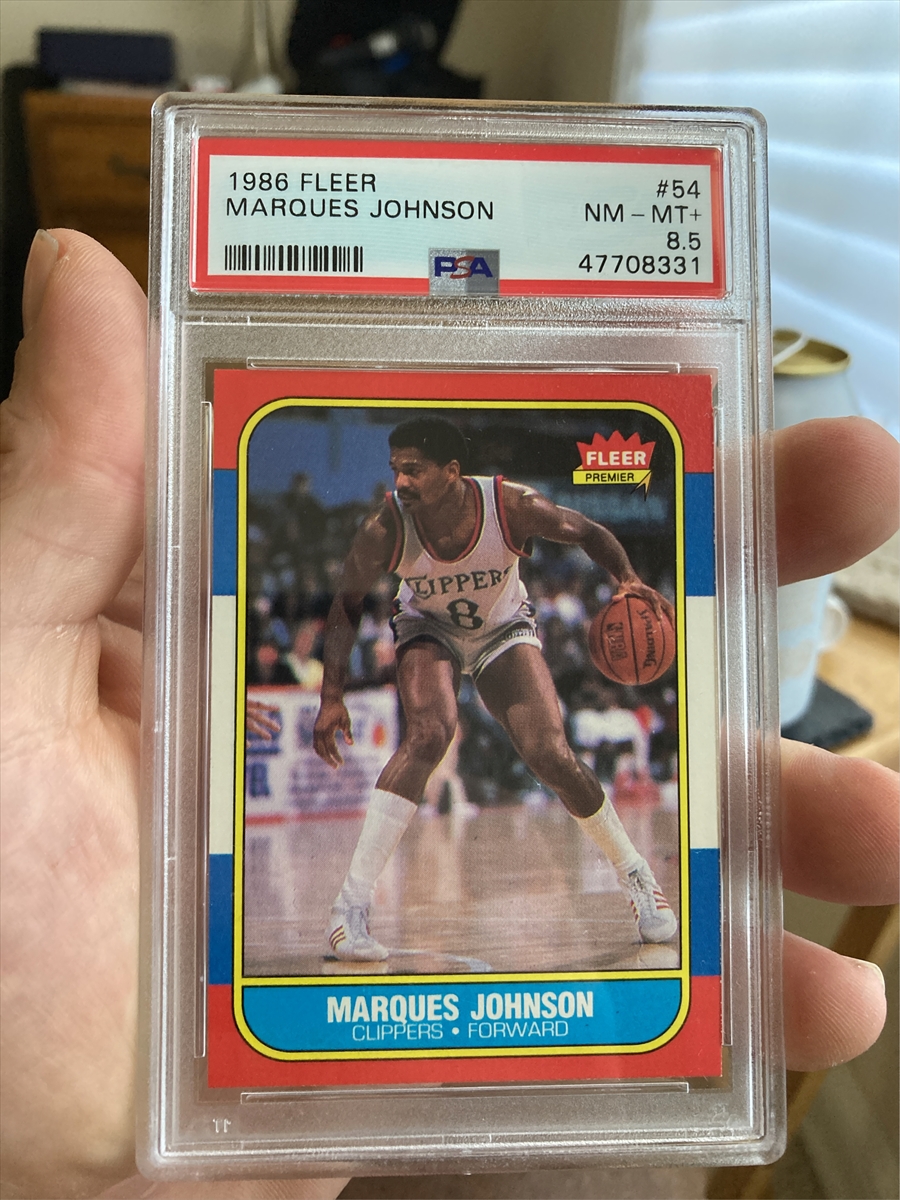 1986 FLEER
MARQUES JOHNSON
#54
NM – MT+
8.5
47708331
PSA
FLEER
PREMIER
CLIPPERS
8
MARQUES JOHNSON
CLIPPERS • FORWARD